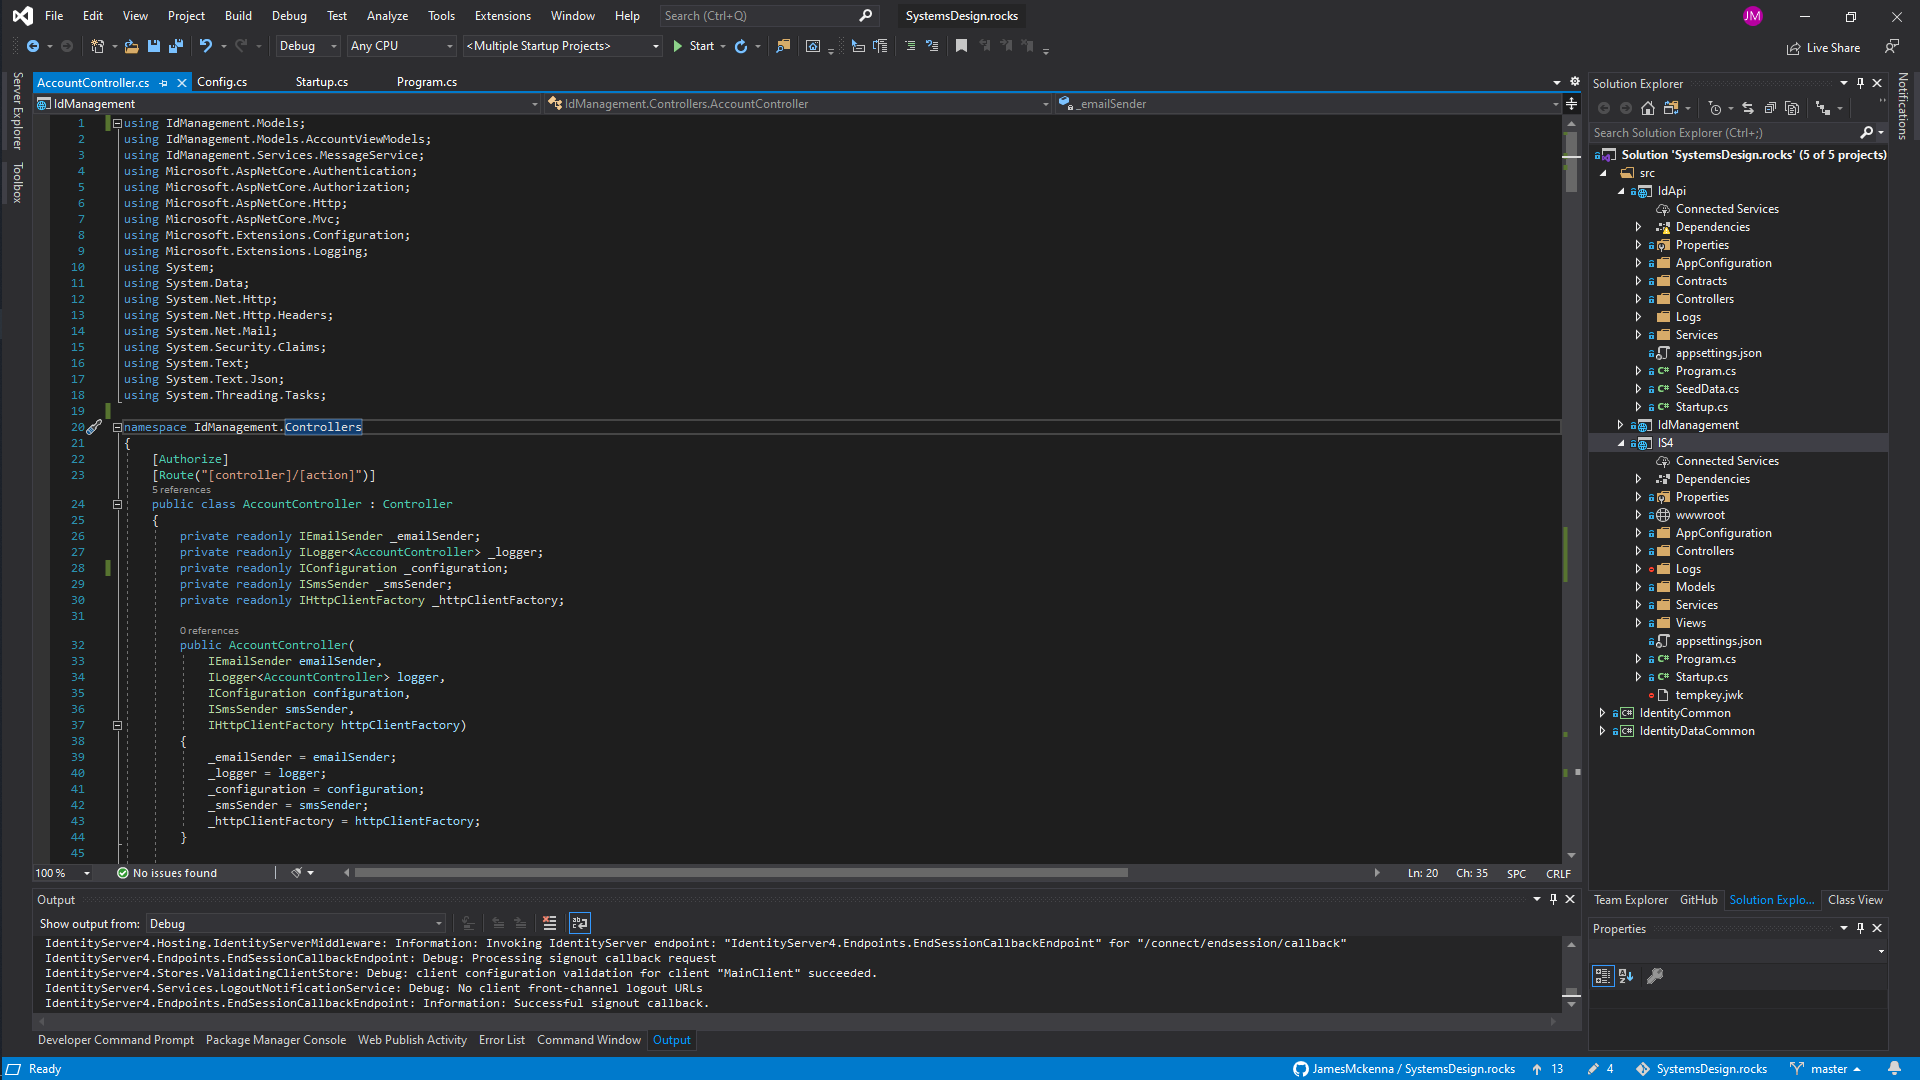 File Edit View Project Build Debug Test Analyze Tools Extensions Window Help Search (Ctrl+Q) SystemsDesign.rocks JM
Debug Any CPU <Multiple Startup Projects> Start Live Share
Server Explorer
Toolbox
Notifications
AccountController.cs Config.cs Startup.cs Program.cs
IdManagement IdManagement.Controllers.AccountController _emailSender
1 using IdManagement.Models;
2 using IdManagement.Models.AccountViewModels;
3 using IdManagement.Services.MessageService;
4 using Microsoft.AspNetCore.Authentication;
5 using Microsoft.AspNetCore.Authorization;
6 using Microsoft.AspNetCore.Http;
7 using Microsoft.AspNetCore.Mvc;
8 using Microsoft.Extensions.Configuration;
9 using Microsoft.Extensions.Logging;
10 using System;
11 using System.Data;
12 using System.Net.Http;
13 using System.Net.Http.Headers;
14 using System.Net.Mail;
15 using System.Security.Claims;
16 using System.Text;
17 using System.Text.Json;
18 using System.Threading.Tasks;
19
20 namespace IdManagement.Controllers
21 {
22 [Authorize]
23 [Route("[controller]/[action]")]
5 references
24 public class AccountController : Controller
25 {
26 private readonly IEmailSender _emailSender;
27 private readonly ILogger<AccountController> _logger;
28 private readonly IConfiguration _configuration;
29 private readonly ISmsSender _smsSender;
30 private readonly IHttpClientFactory _httpClientFactory;
31
0 references
32 public AccountController(
33 IEmailSender emailSender,
34 ILogger<AccountController> logger,
35 IConfiguration configuration,
36 ISmsSender smsSender,
37 IHttpClientFactory httpClientFactory)
38 {
39 _emailSender = emailSender;
40 _logger = logger;
41 _configuration = configuration;
42 _smsSender = smsSender;
43 _httpClientFactory = httpClientFactory;
44 }
45
100 % No issues found Ln: 20 Ch: 35 SPC CRLF
Output
Show output from: Debug
IdentityServer4.Hosting.IdentityServerMiddleware: Information: Invoking IdentityServer endpoint: "IdentityServer4.Endpoints.EndSessionCallbackEndpoint" for "/connect/endsession/callback"
IdentityServer4.Endpoints.EndSessionCallbackEndpoint: Debug: Processing signout callback request
IdentityServer4.Stores.ValidatingClientStore: Debug: client configuration validation for client "MainClient" succeeded.
IdentityServer4.Services.LogoutNotificationService: Debug: No client front-channel logout URLs
IdentityServer4.Endpoints.EndSessionCallbackEndpoint: Information: Successful signout callback.
Developer Command Prompt Package Manager Console Web Publish Activity Error List Command Window Output
Solution Explorer
Search Solution Explorer (Ctrl+;)
Solution 'SystemsDesign.rocks' (5 of 5 projects)
src
IdApi
Connected Services
Dependencies
Properties
AppConfiguration
Contracts
Controllers
Logs
Services
appsettings.json
C# Program.cs
C# SeedData.cs
C# Startup.cs
IdManagement
IS4
Connected Services
Dependencies
Properties
wwwroot
AppConfiguration
Controllers
Logs
Models
Services
Views
appsettings.json
C# Program.cs
C# Startup.cs
tempkey.jwk
C# IdentityCommon
C# IdentityDataCommon
Team Explorer GitHub Solution Explo... Class View
Properties
Ready JamesMckenna / SystemsDesign.rocks 13 4 SystemsDesign.rocks master